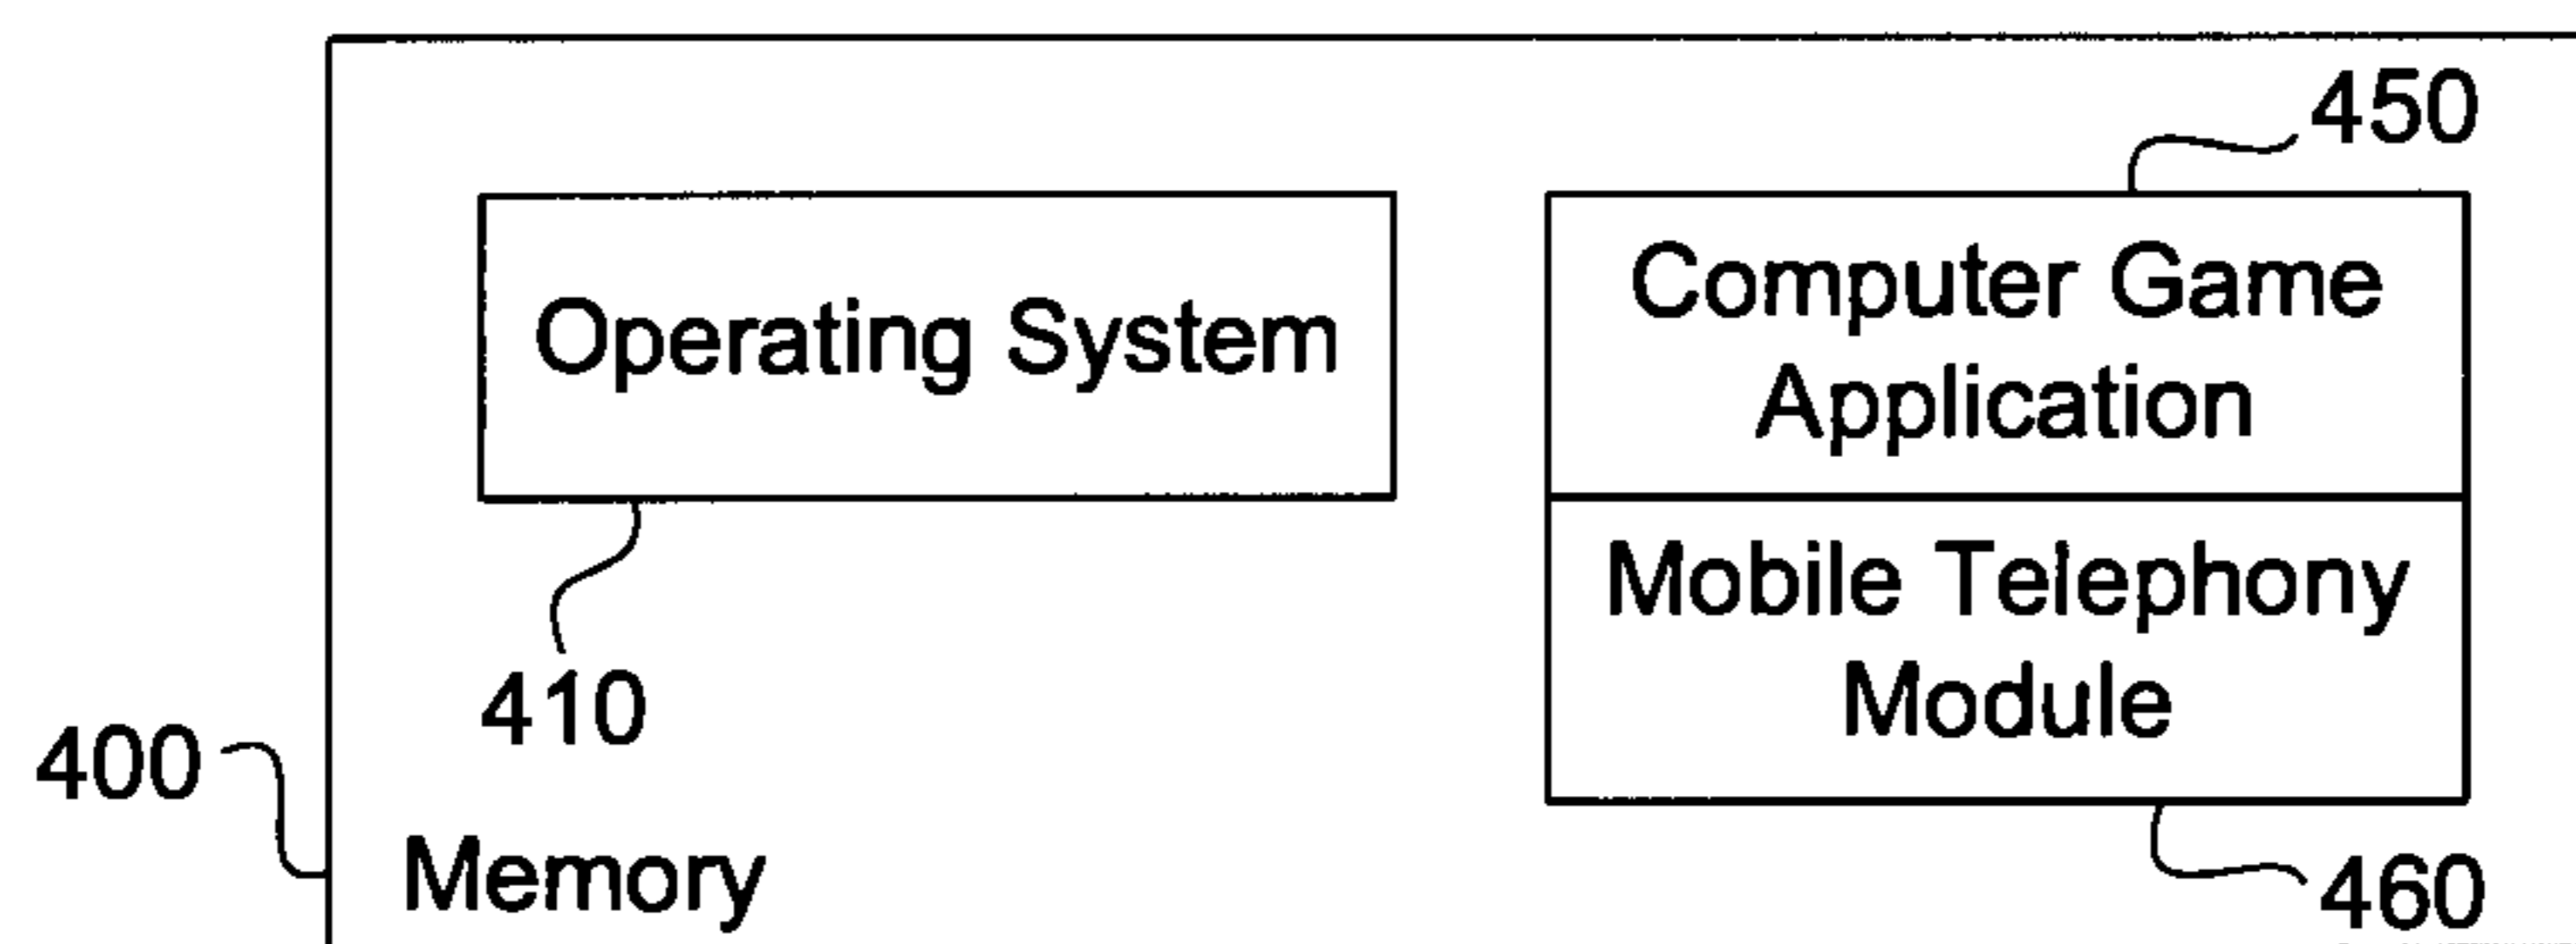 450
Computer Game
Application
Operating System
Mobile Telephony
Module
410
400
Memory
460